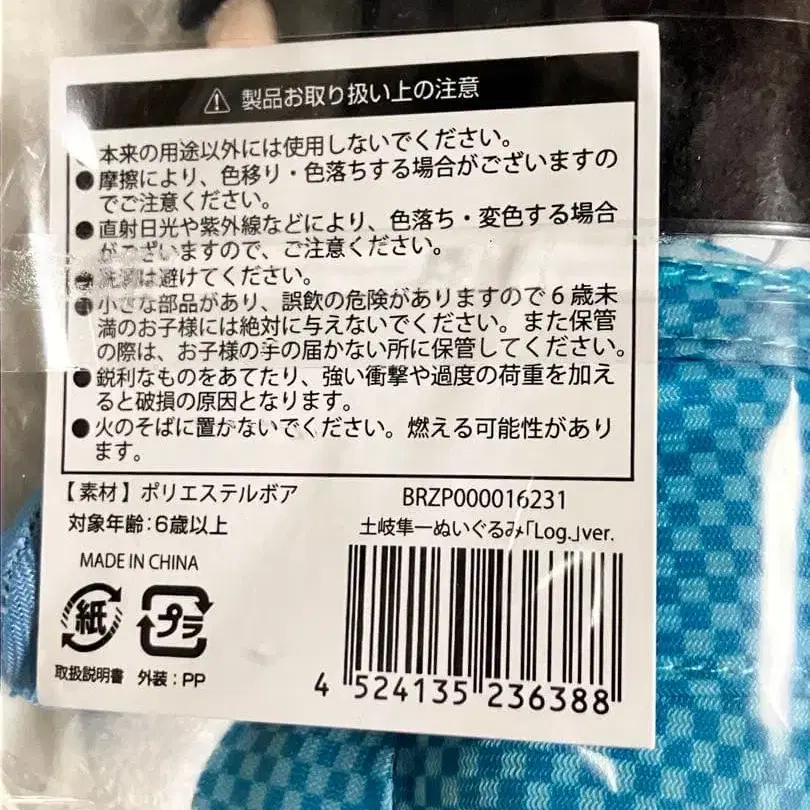 ⚠ 製品お取り扱い上の注意
●本来の用途以外には使用しないでください。
●摩擦により、色移り・色落ちする場合がございますの
でご注意ください。
●直射日光や紫外線などにより、色落ち・変色する場合
がございますので、ご注意ください。
●洗濯は避けてください。
●小さな部品があり、誤飲の危険がありますので６歳未
満のお子様には絶対に与えないでください。また保管
の際は、お子様の手の届かない所に保管してください。
●鋭利なものをあてたり、強い衝撃や過度の荷重を加え
ると破損の原因となります。
●火のそばに置かないでください。燃える可能性があり
ます。
【素材】ポリエステルボア
対象年齢:6歳以上
MADE IN CHINA
紙 プラ
取扱説明書 外装:PP
BRZP000016231
土岐隼一ぬいぐるみ「Log.」ver.
4 524135 236388